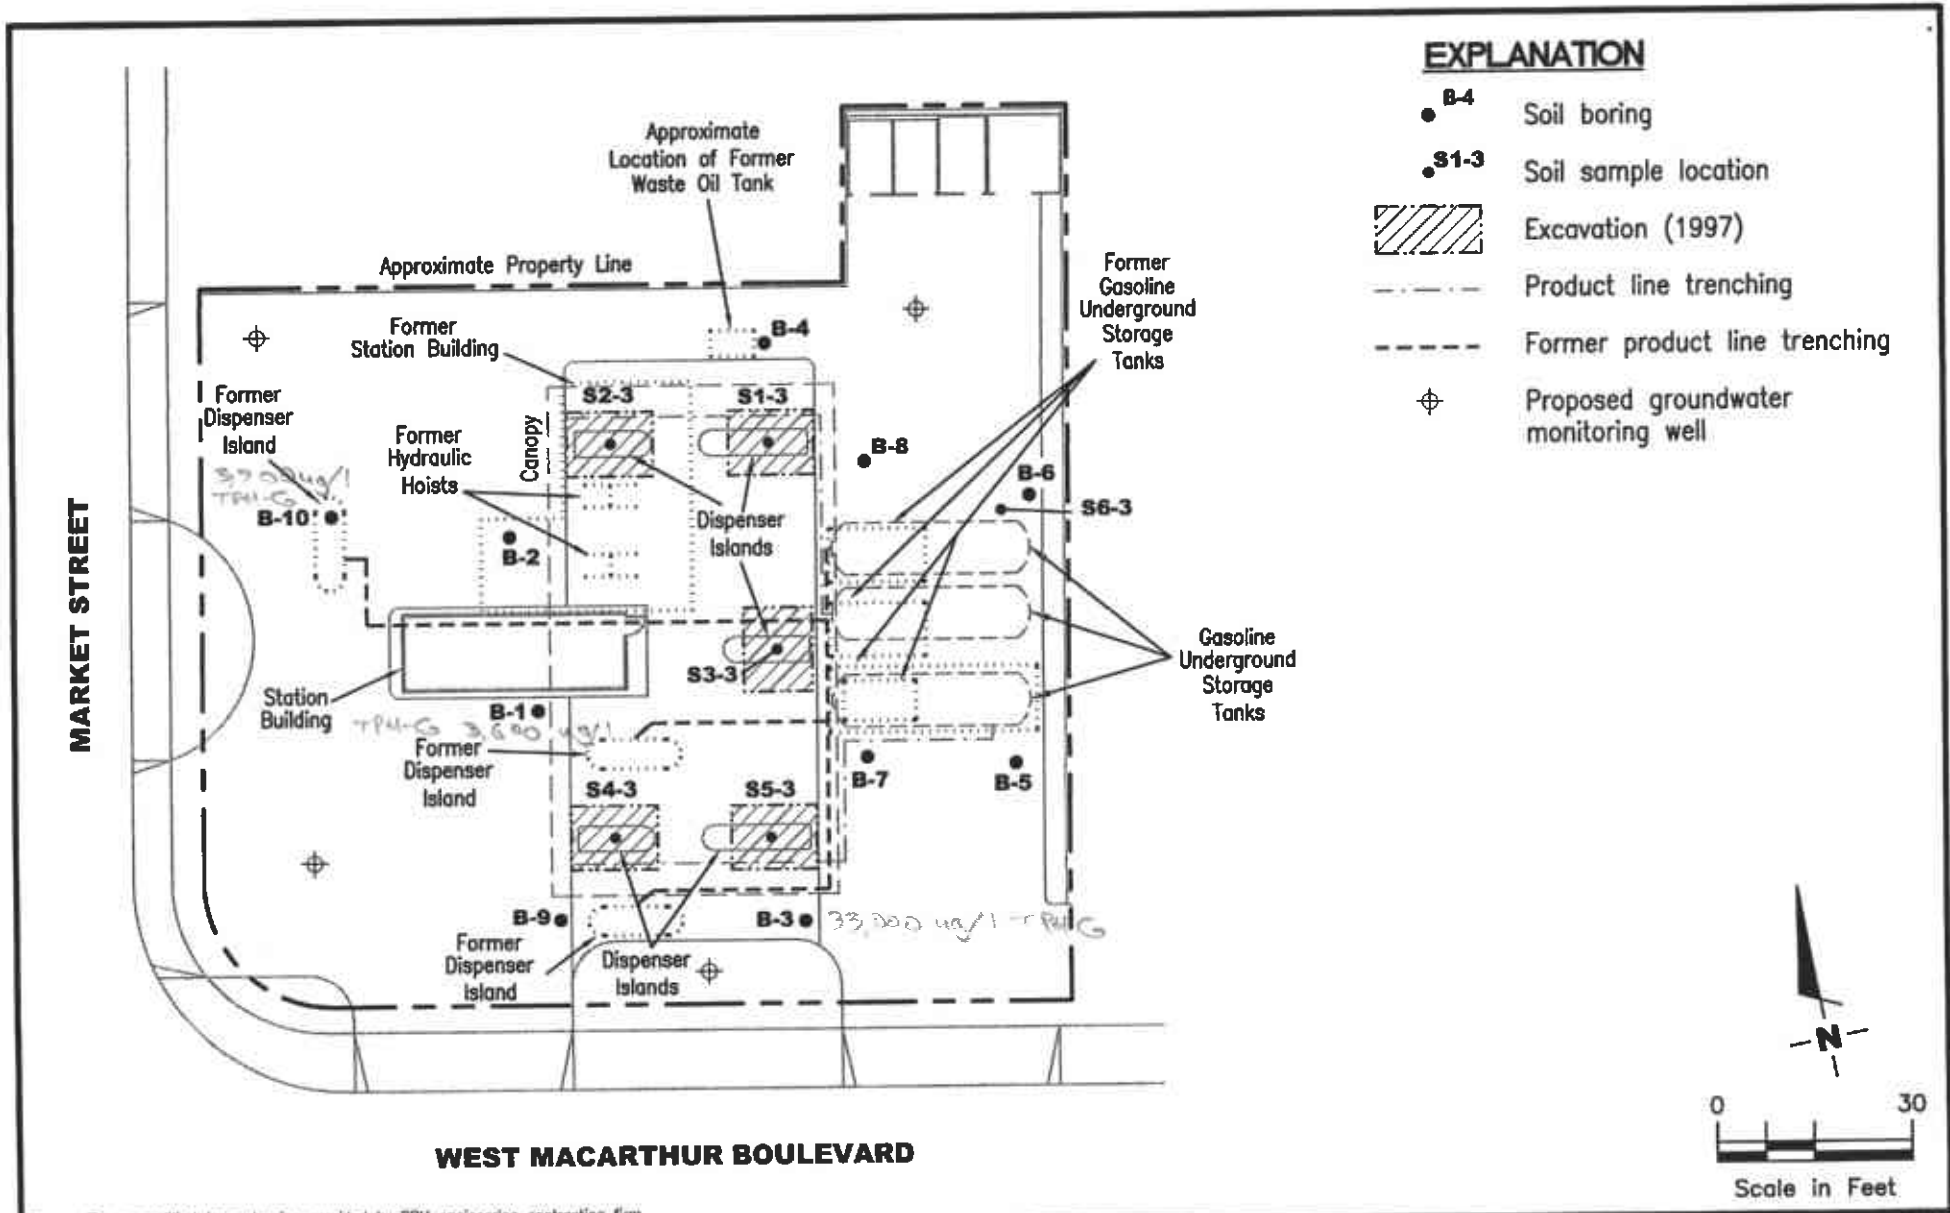 EXPLANATION
B-4
Soil boring
S1-3
Soil sample location
Excavation (1997)
Product line trenching
Former product line trenching
Proposed groundwater
monitoring well
Approximate
Location of Former
Waste Oil Tank
Approximate Property Line
Former
Gasoline
Underground
Storage
Tanks
Former
Station Building
B-4
Former
Dispenser
Island
Former
Hydraulic
Hoists
Canopy
S2-3
S1-3
B-8
B-6
S6-3
TPH-G
B-10
B-2
Dispenser
Islands
MARKET STREET
S3-3
Gasoline
Underground
Storage
Tanks
Station
Building
B-1
TPH-G 3,600 ug/l
Former
Dispenser
Island
S4-3
S5-3
B-7
B-5
B-9
B-3
33,000 ug/l TPH-G
Former
Dispenser
Island
Dispenser
Islands
N
0 30
Scale in Feet
WEST MACARTHUR BOULEVARD